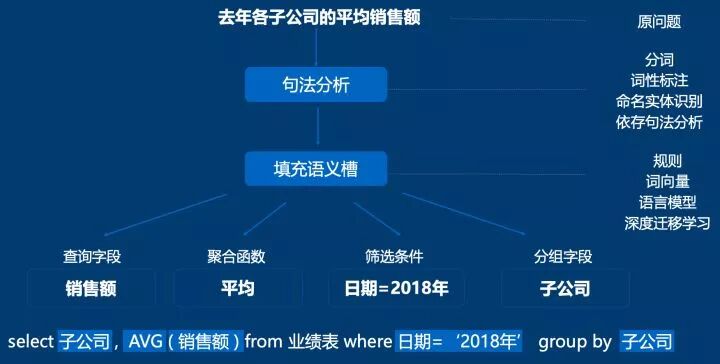 去年各子公司的平均销售额
原问题
句法分析
分词
词性标注
命名实体识别
依存句法分析
填充语义槽
规则
词向量
语言模型
深度迁移学习
查询字段
聚合函数
筛选条件
分组字段
销售额
平均
日期=2018年
子公司
select 子公司 , AVG ( 销售额 ) from 业绩表 where 日期= ‘2018年’ group by 子公司